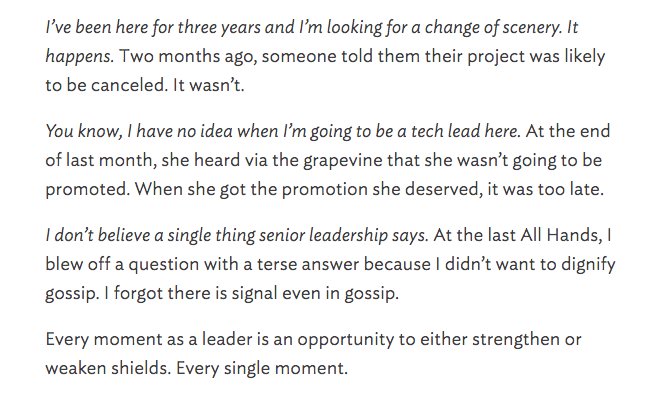 I’ve been here for three years and I’m looking for a change of scenery. It
happens. Two months ago, someone told them their project was likely
to be canceled. It wasn’t.
You know, I have no idea when I’m going to be a tech lead here. At the end
of last month, she heard via the grapevine that she wasn’t going to be
promoted. When she got the promotion she deserved, it was too late.
I don’t believe a single thing senior leadership says. At the last All Hands, I
blew off a question with a terse answer because I didn’t want to dignify
gossip. I forgot there is signal even in gossip.
Every moment as a leader is an opportunity to either strengthen or
weaken shields. Every single moment.